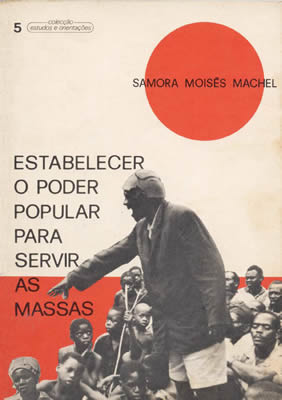 5
colecção
estudos e orientações
SAMORA MOISÉS MACHEL
ESTABELECER
O PODER
POPULAR
PARA
SERVIR
AS
MASSAS